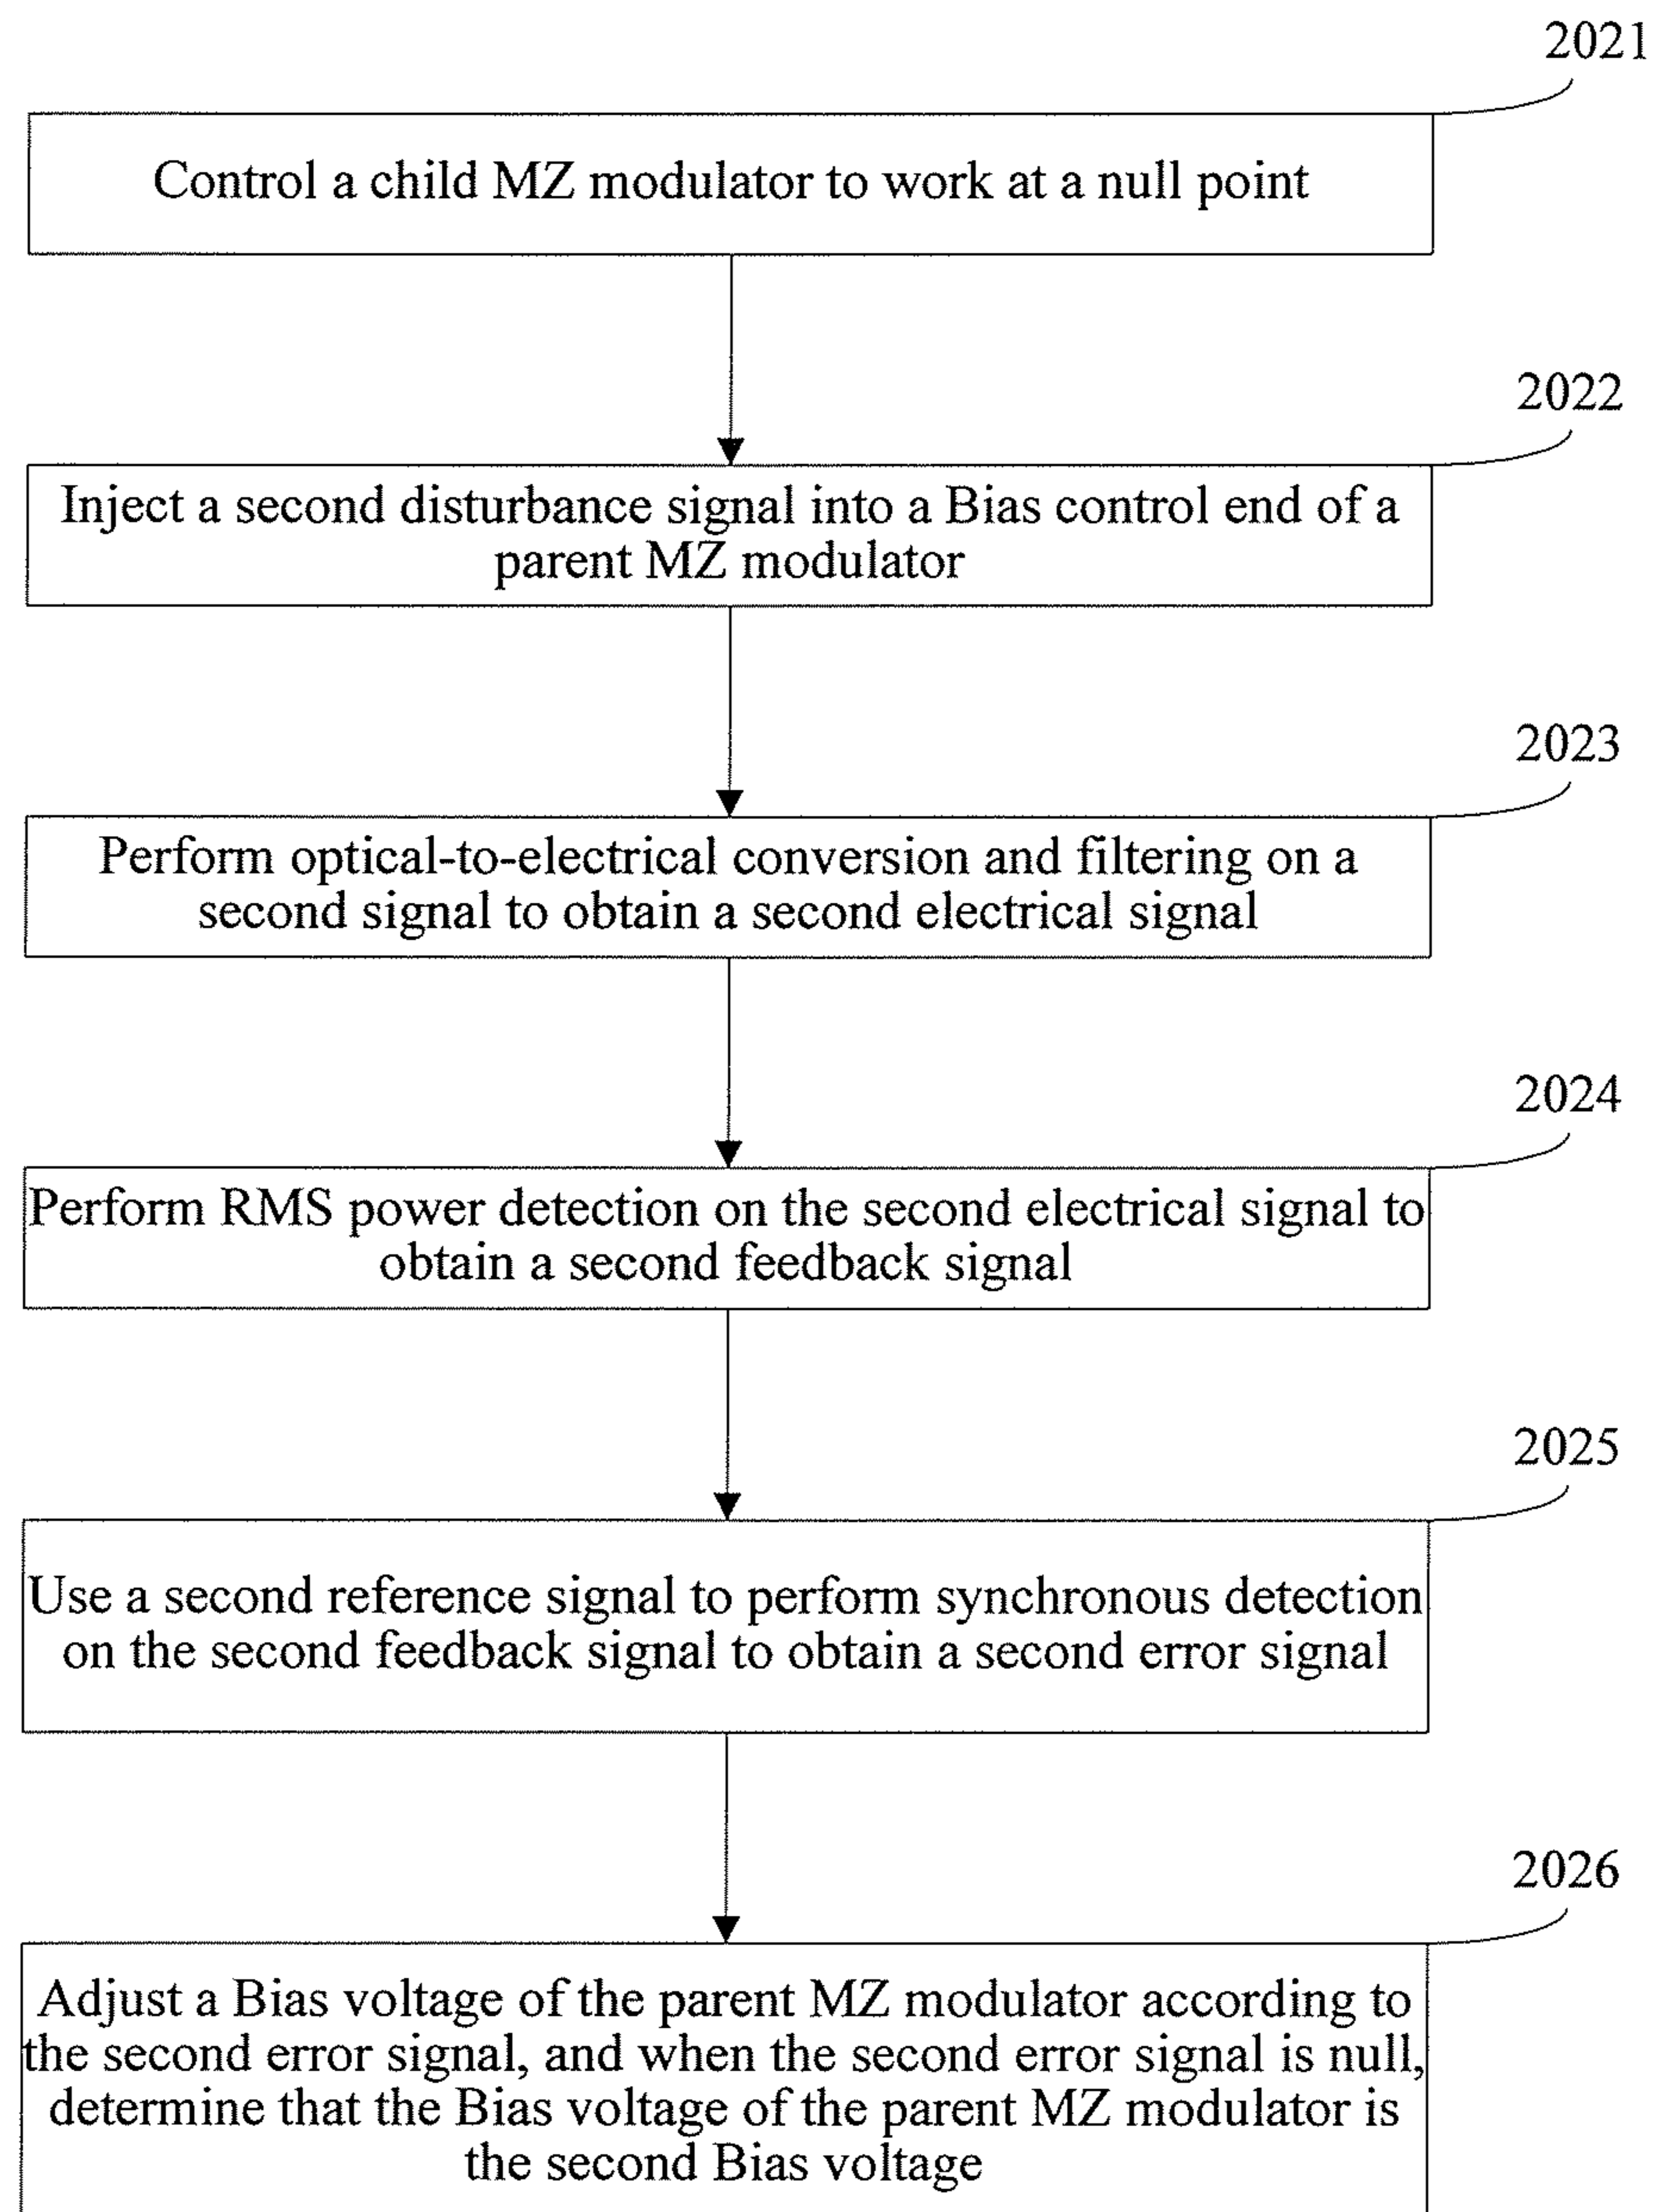 2021
Control a child MZ modulator to work at a null point
2022
Inject a second disturbance signal into a Bias control end of a
parent MZ modulator
2023
Perform optical-to-electrical conversion and filtering on a
second signal to obtain a second electrical signal
2024
Perform RMS power detection on the second electrical signal to
obtain a second feedback signal
2025
Use a second reference signal to perform synchronous detection
on the second feedback signal to obtain a second error signal
2026
Adjust a Bias voltage of the parent MZ modulator according to
the second error signal, and when the second error signal is null,
determine that the Bias voltage of the parent MZ modulator is
the second Bias voltage